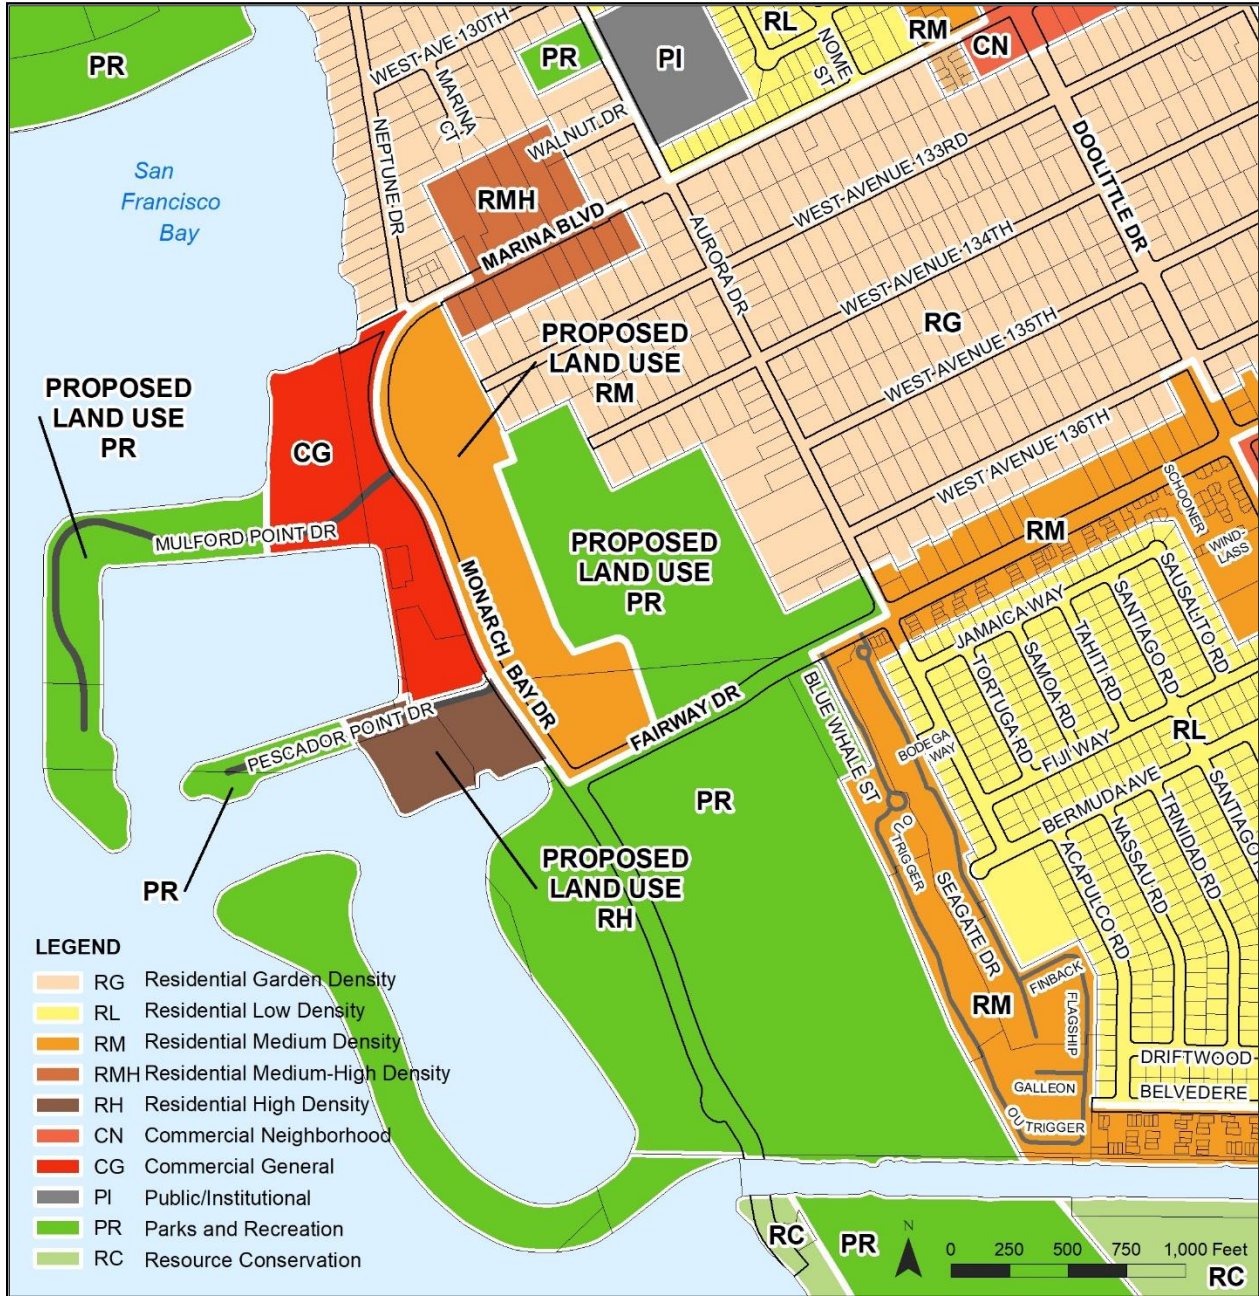 PR
WEST AVE 130TH
PR
PI
RL
NOME
ST
RM
CN
MARINA
CT
WALNUT DR
NEPTUNE DR
San
Francisco
Bay
RMH
MARINA BLVD
AURORA DR
WEST AVENUE 133RD
DOOLITTLE DR
WEST AVENUE 134TH
RG
WEST AVENUE 135TH
WEST AVENUE 136TH
PROPOSED
LAND USE
RM
PROPOSED
LAND USE
PR
CG
MULFORD POINT DR
PROPOSED
LAND USE
PR
MONARCH BAY DR
RM
SCHOONER
WIND-
LASS
JAMAICA WAY
TORTUGA RD
SAMOA RD
TAHITI RD
SANTIAGO RD
SAUSALITO RD
FIJI WAY
RL
BERMUDA AVE
ACAPULCO RD
NASSAU RD
TRINIDAD RD
SANTIAGO
PESCADOR POINT DR
FAIRWAY DR
BLUE WHALE ST
BODEGA
WAY
PR
PR
OUTRIGGER
SEAGATE DR
PROPOSED
LAND USE
RH
RM
FINBACK
FLAGSHIP
GALLEON
OUTRIGGER
DRIFTWOOD
BELVEDERE
LEGEND
RG Residential Garden Density
RL Residential Low Density
RM Residential Medium Density
RMH Residential Medium-High Density
RH Residential High Density
CN Commercial Neighborhood
CG Commercial General
PI Public/Institutional
PR Parks and Recreation
RC Resource Conservation
RC
PR
N
0 250 500 750 1,000 Feet
RC